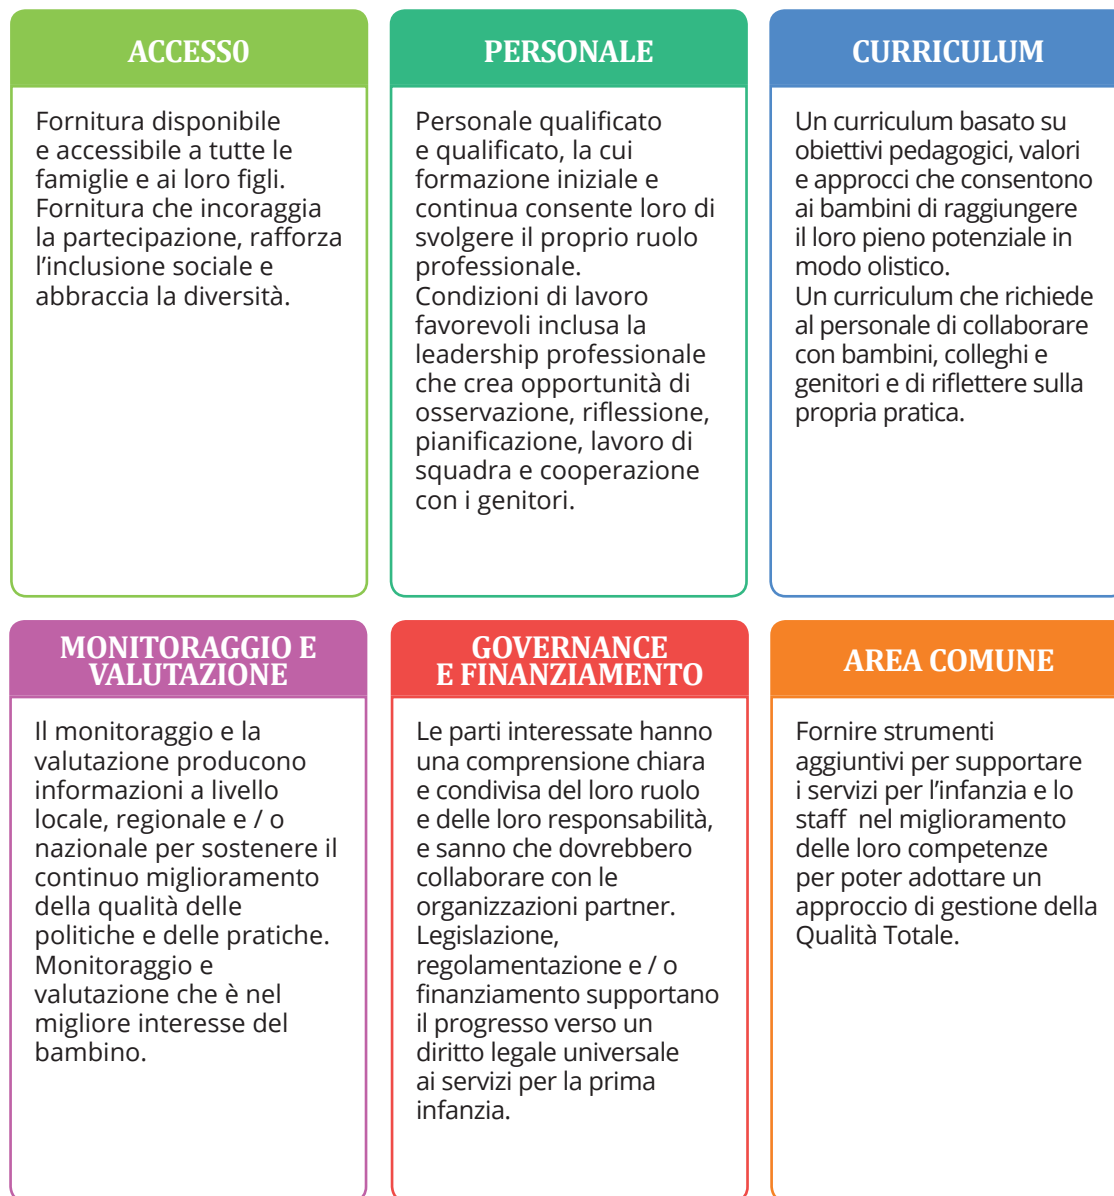 ACCESSO
Fornitura disponibile
e accessibile a tutte le
famiglie e ai loro figli.
Fornitura che incoraggia
la partecipazione, rafforza
l’inclusione sociale e
abbraccia la diversità.
PERSONALE
Personale qualificato
e qualificato, la cui
formazione iniziale e
continua consente loro di
svolgere il proprio ruolo
professionale.
Condizioni di lavoro
favorevoli inclusa la
leadership professionale
che crea opportunità di
osservazione, riflessione,
pianificazione, lavoro di
squadra e cooperazione
con i genitori.
CURRICULUM
Un curriculum basato su
obiettivi pedagogici, valori
e approcci che consentono
ai bambini di raggiungere
il loro pieno potenziale in
modo olistico.
Un curriculum che richiede
al personale di collaborare
con bambini, colleghi e
genitori e di riflettere sulla
propria pratica.
MONITORAGGIO E
VALUTAZIONE
Il monitoraggio e la
valutazione producono
informazioni a livello
locale, regionale e / o
nazionale per sostenere il
continuo miglioramento
della qualità delle
politiche e delle pratiche.
Monitoraggio e
valutazione che è nel
migliore interesse del
bambino.
GOVERNANCE
E FINANZIAMENTO
Le parti interessate hanno
una comprensione chiara
e condivisa del loro ruolo
e delle loro responsabilità,
e sanno che dovrebbero
collaborare con le
organizzazioni partner.
Legislazione,
regolamentazione e / o
finanziamento supportano
il progresso verso un
diritto legale universale
ai servizi per la prima
infanzia.
AREA COMUNE
Fornire strumenti
aggiuntivi per supportare
i servizi per l’infanzia e lo
staff nel miglioramento
delle loro competenze
per poter adottare un
approccio di gestione della
Qualità Totale.